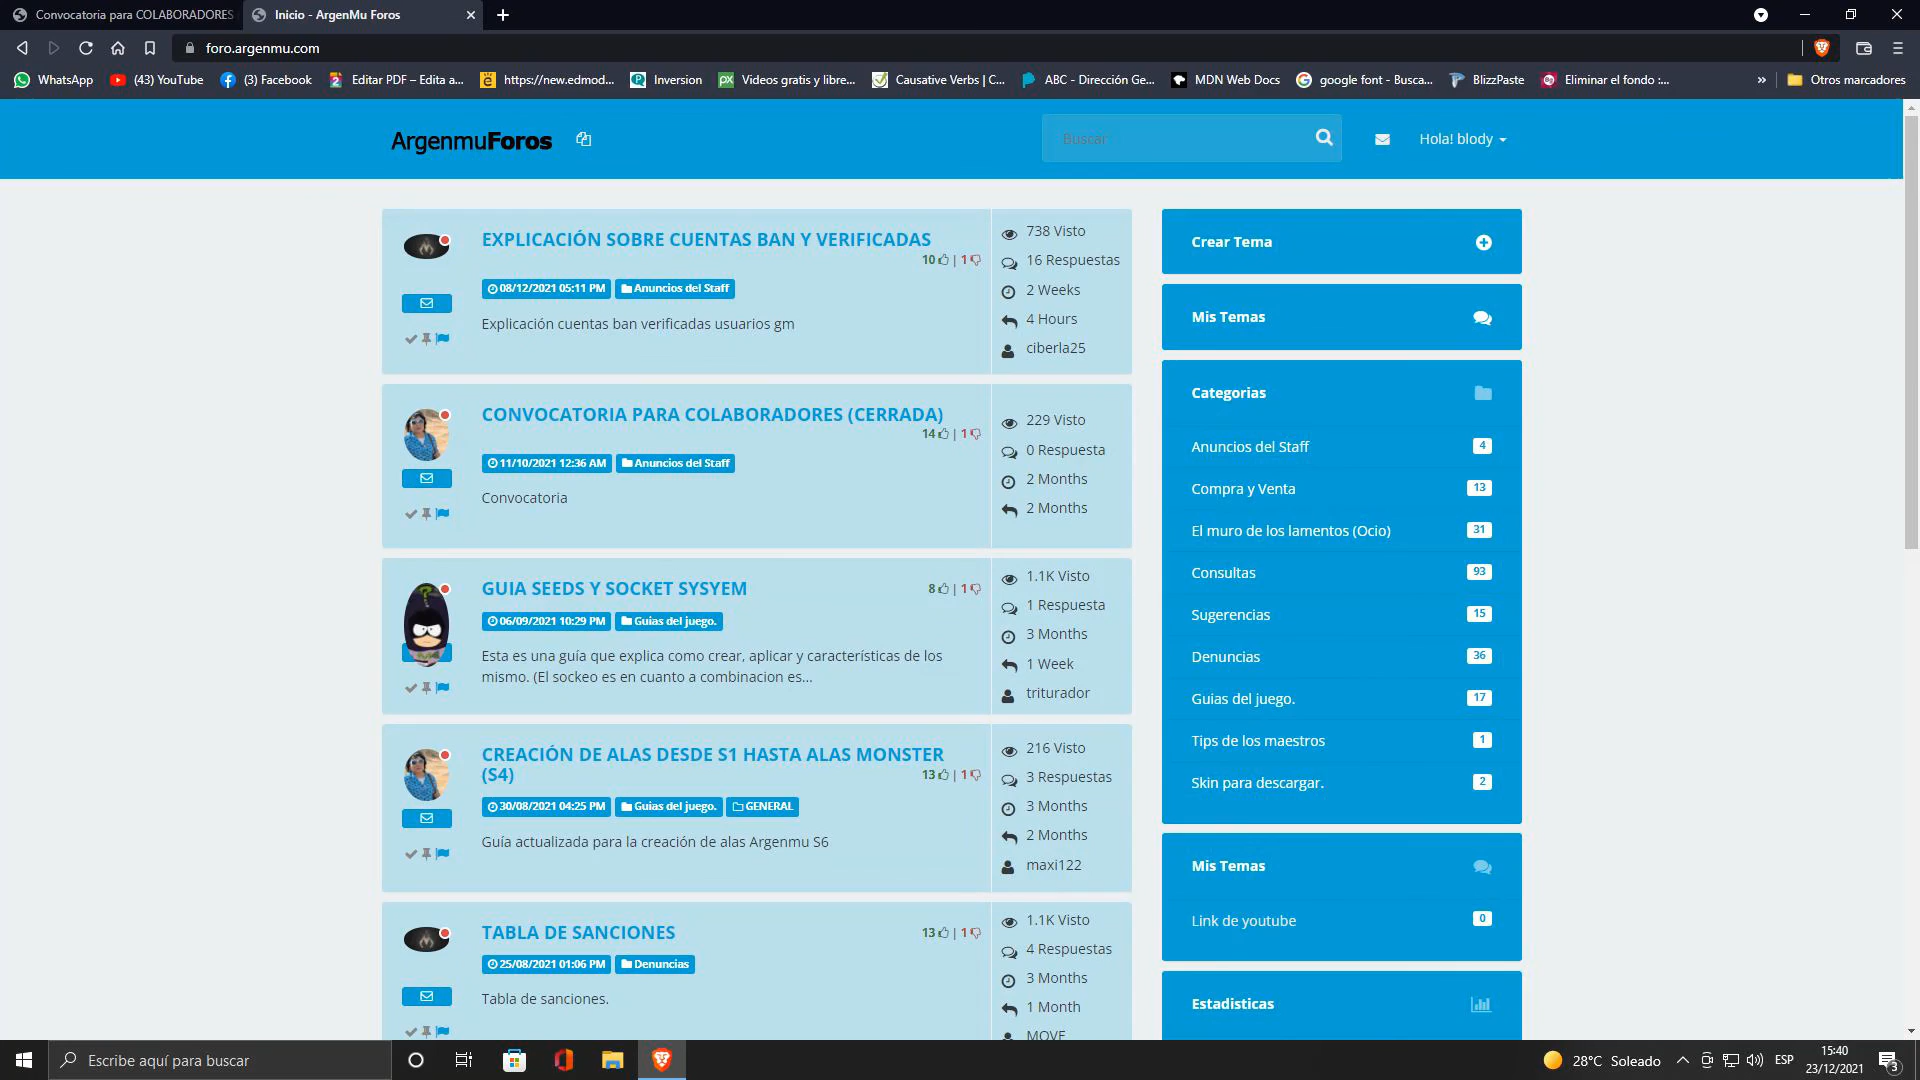 Convocatoria para COLABORADORES
Inicio - ArgenMu Foros
foro.argenmu.com
WhatsApp
(43) YouTube
(3) Facebook
Editar PDF – Edita a...
https://new.edmod...
Inversion
Videos gratis y libre...
Causative Verbs | C...
ABC - Dirección Ge...
MDN Web Docs
google font - Busca...
BlizzPaste
Eliminar el fondo :...
»
Otros marcadores
ArgenmuForos
Buscar
Hola! blody
EXPLICACIÓN SOBRE CUENTAS BAN Y VERIFICADAS
10 | 1
08/12/2021 05:11 PM
Anuncios del Staff
Explicación cuentas ban verificadas usuarios gm
738 Visto
16 Respuestas
2 Weeks
4 Hours
ciberla25
CONVOCATORIA PARA COLABORADORES (CERRADA)
14 | 1
11/10/2021 12:36 AM
Anuncios del Staff
Convocatoria
229 Visto
0 Respuesta
2 Months
2 Months
GUIA SEEDS Y SOCKET SYSYEM
8 | 1
06/09/2021 10:29 PM
Guias del juego.
Esta es una guía que explica como crear, aplicar y características de los
mismo. (El sockeo es en cuanto a combinacion es...
1.1K Visto
1 Respuesta
3 Months
1 Week
triturador
CREACIÓN DE ALAS DESDE S1 HASTA ALAS MONSTER
(S4)
13 | 1
30/08/2021 04:25 PM
Guias del juego.
GENERAL
Guía actualizada para la creación de alas Argenmu S6
216 Visto
3 Respuestas
3 Months
2 Months
maxi122
TABLA DE SANCIONES
13 | 1
25/08/2021 01:06 PM
Denuncias
Tabla de sanciones.
1.1K Visto
4 Respuestas
3 Months
1 Month
MOVE
Crear Tema
Mis Temas
Categorias
Anuncios del Staff 4
Compra y Venta 13
El muro de los lamentos (Ocio) 31
Consultas 93
Sugerencias 15
Denuncias 36
Guias del juego. 17
Tips de los maestros 1
Skin para descargar. 2
Mis Temas
Link de youtube 0
Estadisticas
Escribe aquí para buscar
28°C Soleado
ESP
15:40
23/12/2021
3